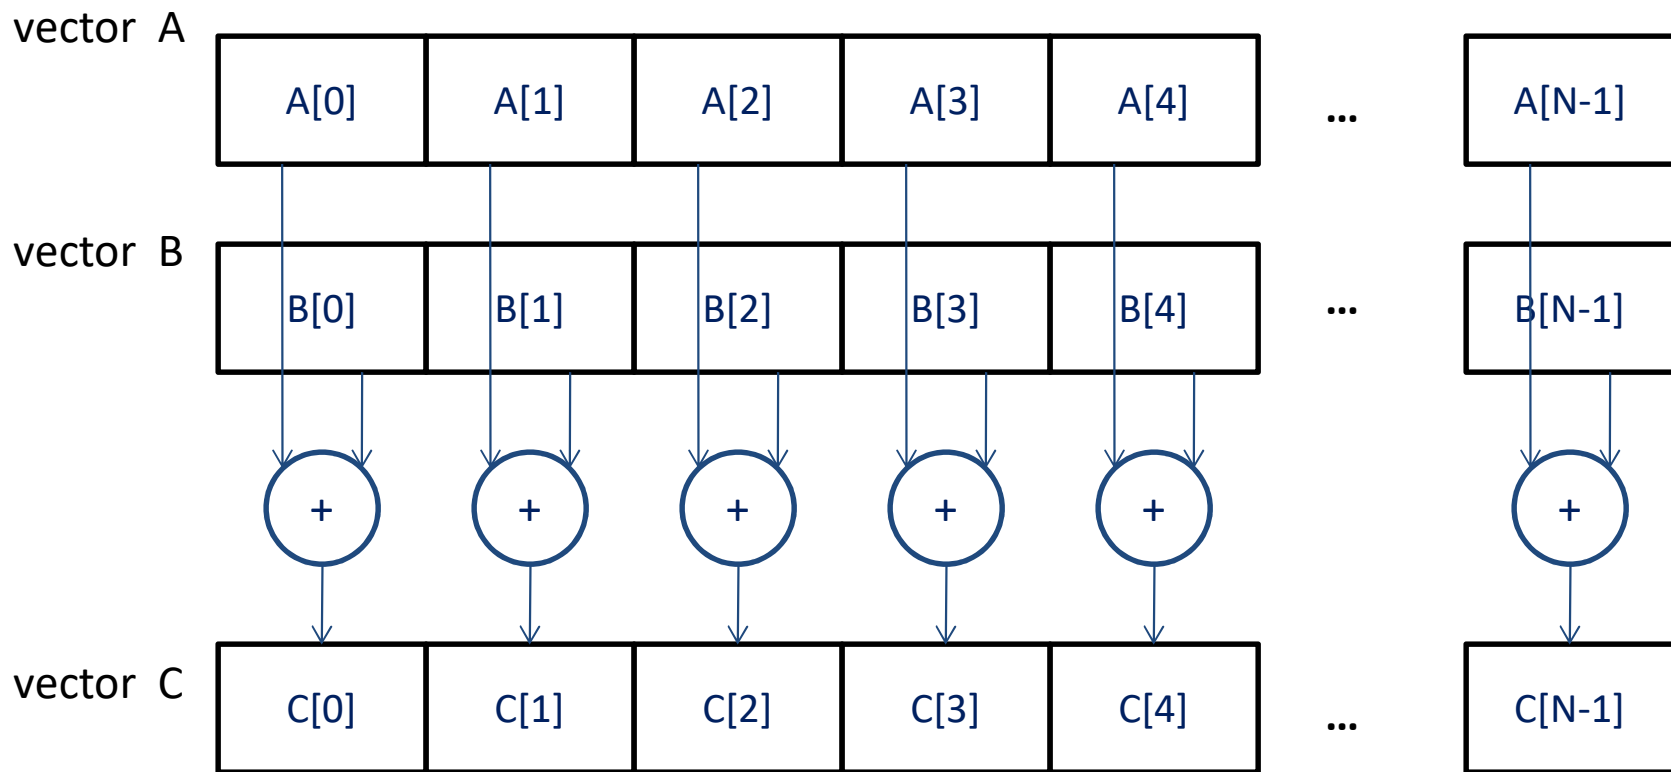 vector A
A[0] A[1] A[2] A[3] A[4] ... A[N-1]
vector B
B[0] B[1] B[2] B[3] B[4] ... B[N-1]
+ + + + + +
vector C
C[0] C[1] C[2] C[3] C[4] ... C[N-1]